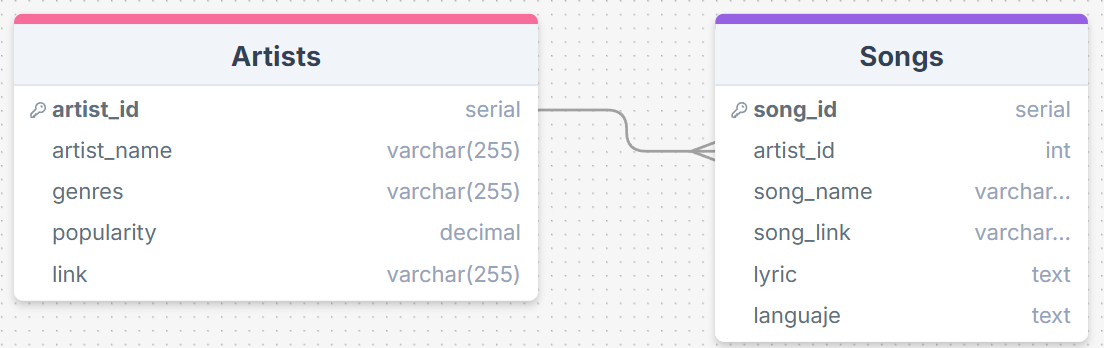 Artists
artist_id serial
artist_name varchar(255)
genres varchar(255)
popularity decimal
link varchar(255)
Songs
song_id serial
artist_id int
song_name varchar...
song_link varchar...
lyric text
languaje text